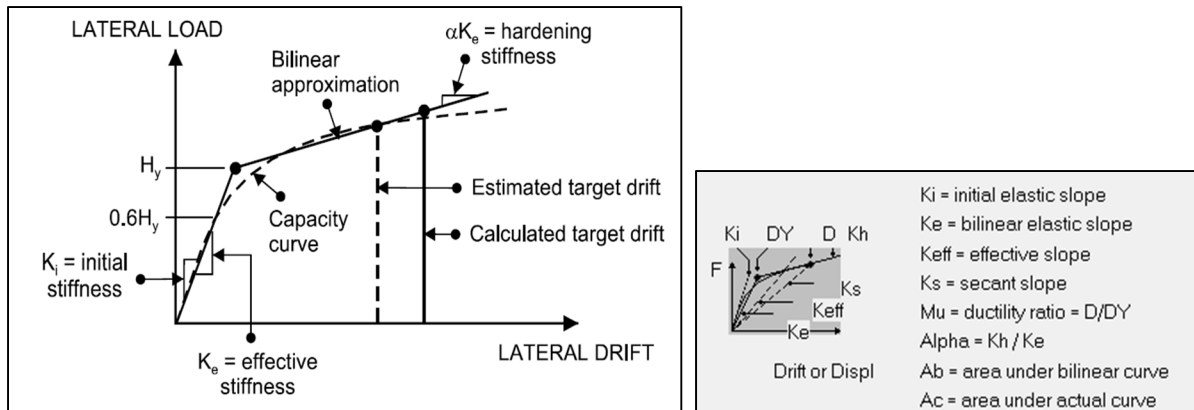 LATERAL LOAD
αKₑ = hardening
stiffness
Bilinear
approximation
Hᵧ
0.6Hᵧ
Capacity
curve
Estimated target drift
Calculated target drift
Kᵢ = initial
stiffness
Kₑ = effective
stiffness
LATERAL DRIFT
Ki DY D Kh
F
Ks
Keff
Ke
Drift or Displ
Ki = initial elastic slope
Ke = bilinear elastic slope
Keff = effective slope
Ks = secant slope
Mu = ductility ratio = D/DY
Alpha = Kh / Ke
Ab = area under bilinear curve
Ac = area under actual curve